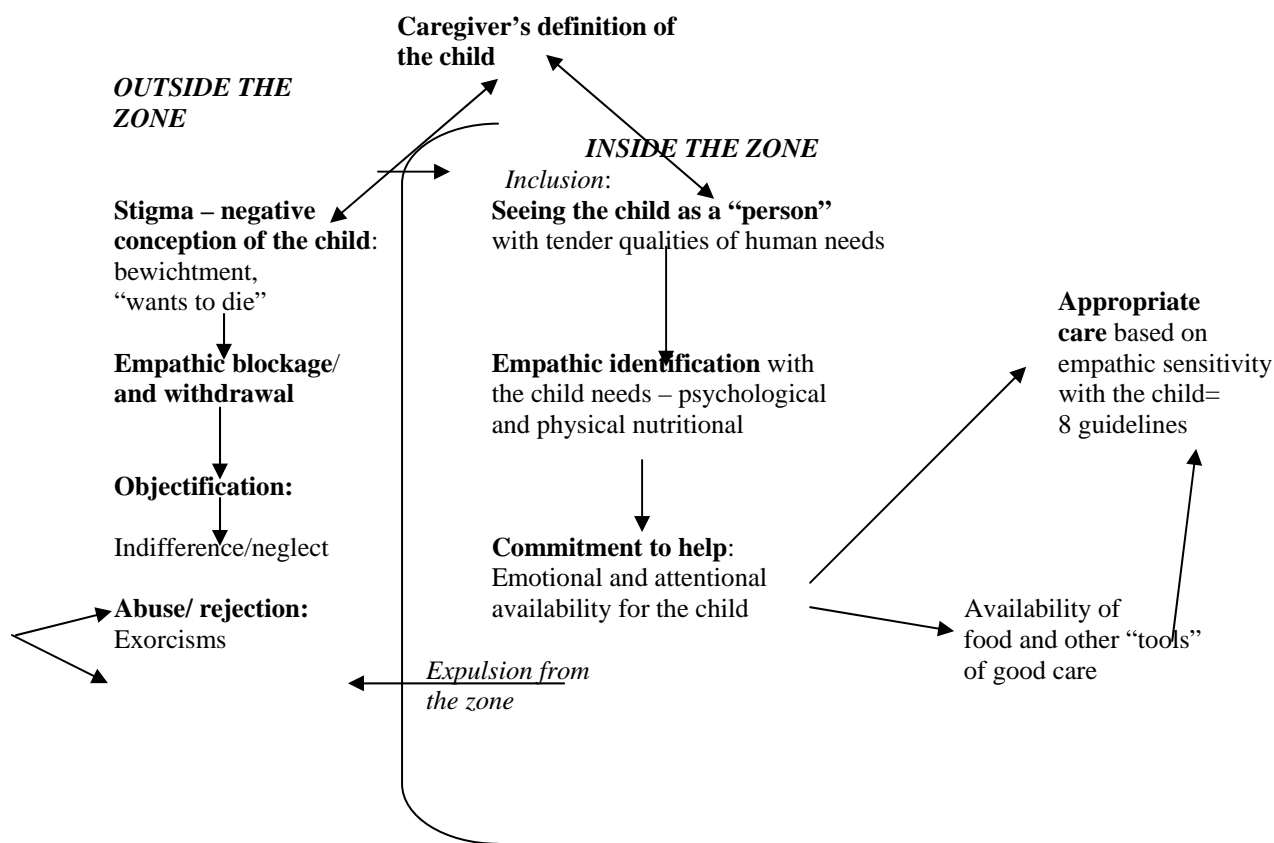 Caregiver’s definition of
the child
OUTSIDE THE
ZONE
INSIDE THE ZONE
Inclusion:
Stigma – negative
conception of the child:
bewichtment,
“wants to die”
Seeing the child as a “person”
with tender qualities of human needs
Empathic blockage/
and withdrawal
Empathic identification with
the child needs – psychological
and physical nutritional
Appropriate
care based on
empathic sensitivity
with the child=
8 guidelines
Objectification:
Indifference/neglect
Commitment to help:
Emotional and attentional
availability for the child
Abuse/ rejection:
Exorcisms
Availability of
food and other “tools”
of good care
Expulsion from
the zone